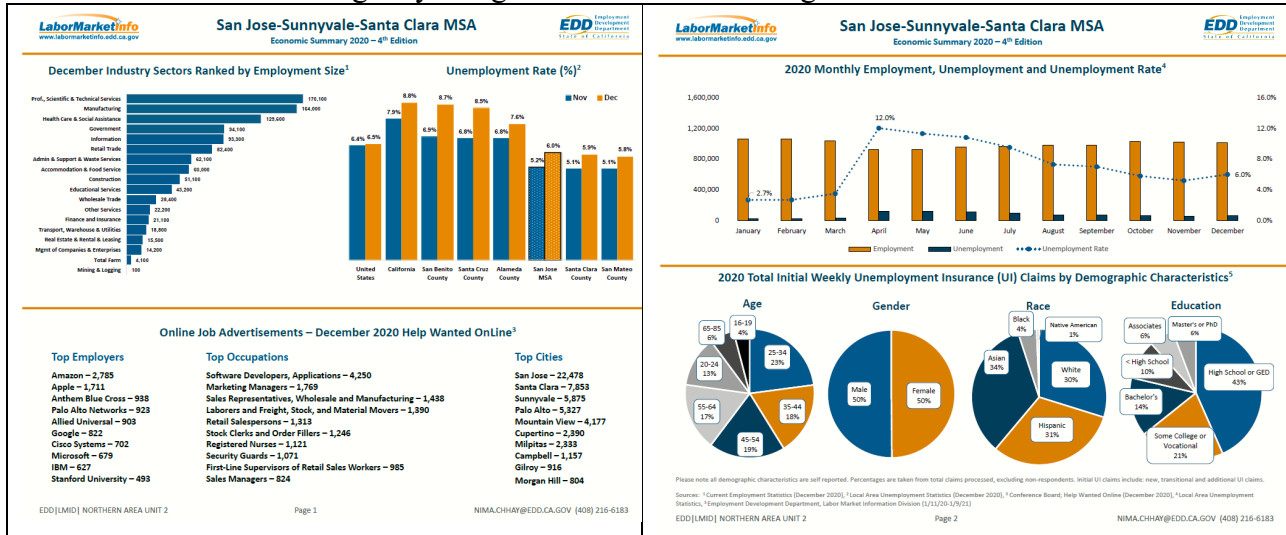 LaborMarketinfo
www.labormarketinfo.edd.ca.gov
San Jose-Sunnyvale-Santa Clara MSA
Economic Summary 2020 – 4th Edition
EDD
Employment
Development
Department
State of California
December Industry Sectors Ranked by Employment Size1
Prof., Scientific & Technical Services 170,100
Manufacturing 164,000
Health Care & Social Assistance 129,600
Government 94,100
Information 93,300
Retail Trade 82,400
Admin & Support & Waste Services 62,100
Accommodation & Food Service 60,000
Construction 51,100
Educational Services 43,200
Wholesale Trade 28,400
Other Services 22,200
Finance and Insurance 21,100
Transport, Warehouse & Utilities 18,800
Real Estate & Rental & Leasing 15,500
Mgmt of Companies & Enterprises 14,200
Total Farm 4,100
Mining & Logging 100
Unemployment Rate (%)2
Nov Dec
6.4% 6.5%
7.9% 8.8%
6.9% 8.7%
6.8% 8.5%
6.8% 7.6%
5.2% 6.0%
5.1% 5.9%
5.1% 5.8%
United States
California
San Benito County
Santa Cruz County
Alameda County
San Jose MSA
Santa Clara County
San Mateo County
Online Job Advertisements – December 2020 Help Wanted OnLine3
Top Employers
Amazon – 2,785
Apple – 1,711
Anthem Blue Cross – 938
Palo Alto Networks – 923
Allied Universal – 903
Google – 822
Cisco Systems – 702
Microsoft – 679
IBM – 627
Stanford University – 493
Top Occupations
Software Developers, Applications – 4,250
Marketing Managers – 1,769
Sales Representatives, Wholesale and Manufacturing – 1,438
Laborers and Freight, Stock, and Material Movers – 1,390
Retail Salespersons – 1,313
Stock Clerks and Order Fillers – 1,246
Registered Nurses – 1,121
Security Guards – 1,071
First-Line Supervisors of Retail Sales Workers – 985
Sales Managers – 824
Top Cities
San Jose – 22,478
Santa Clara – 7,853
Sunnyvale – 5,875
Palo Alto – 5,327
Mountain View – 4,177
Cupertino – 2,390
Milpitas – 2,333
Campbell – 1,157
Gilroy – 916
Morgan Hill – 804
EDD|LMID| NORTHERN AREA UNIT 2 Page 1 NIMA.CHHAY@EDD.CA.GOV (408) 216-6183
LaborMarketinfo
www.labormarketinfo.edd.ca.gov
San Jose-Sunnyvale-Santa Clara MSA
Economic Summary 2020 – 4th Edition
EDD
Employment
Development
Department
State of California
2020 Monthly Employment, Unemployment and Unemployment Rate4
1,600,000
1,200,000
800,000
400,000
0
16.0%
12.0%
8.0%
4.0%
0.0%
2.7%
12.0%
6.0%
January February March April May June July August September October November December
Employment Unemployment Unemployment Rate
2020 Total Initial Weekly Unemployment Insurance (UI) Claims by Demographic Characteristics5
Age
16-19 4%
25-34 23%
35-44 18%
45-54 19%
55-64 17%
20-24 13%
65-85 6%
Gender
Male 50%
Female 50%
Race
Black 4%
Native American 1%
White 30%
Hispanic 31%
Asian 34%
Education
Associates 6%
Master's or PhD 6%
High School or GED 43%
Some College or Vocational 21%
Bachelor's 14%
< High School 10%
Please note all demographic characteristics are self reported. Percentages are taken from total claims processed, excluding non-respondents. Initial UI claims include: new, transitional and additional UI claims.
Sources: 1 Current Employment Statistics (December 2020), 2 Local Area Unemployment Statistics (December 2020), 3 Conference Board, Help Wanted Online (December 2020), 4 Local Area Unemployment
Statistics, 5 Employment Development Department, Labor Market Information Division (1/11/20-1/9/21)
EDD|LMID| NORTHERN AREA UNIT 2 Page 2 NIMA.CHHAY@EDD.CA.GOV (408) 216-6183